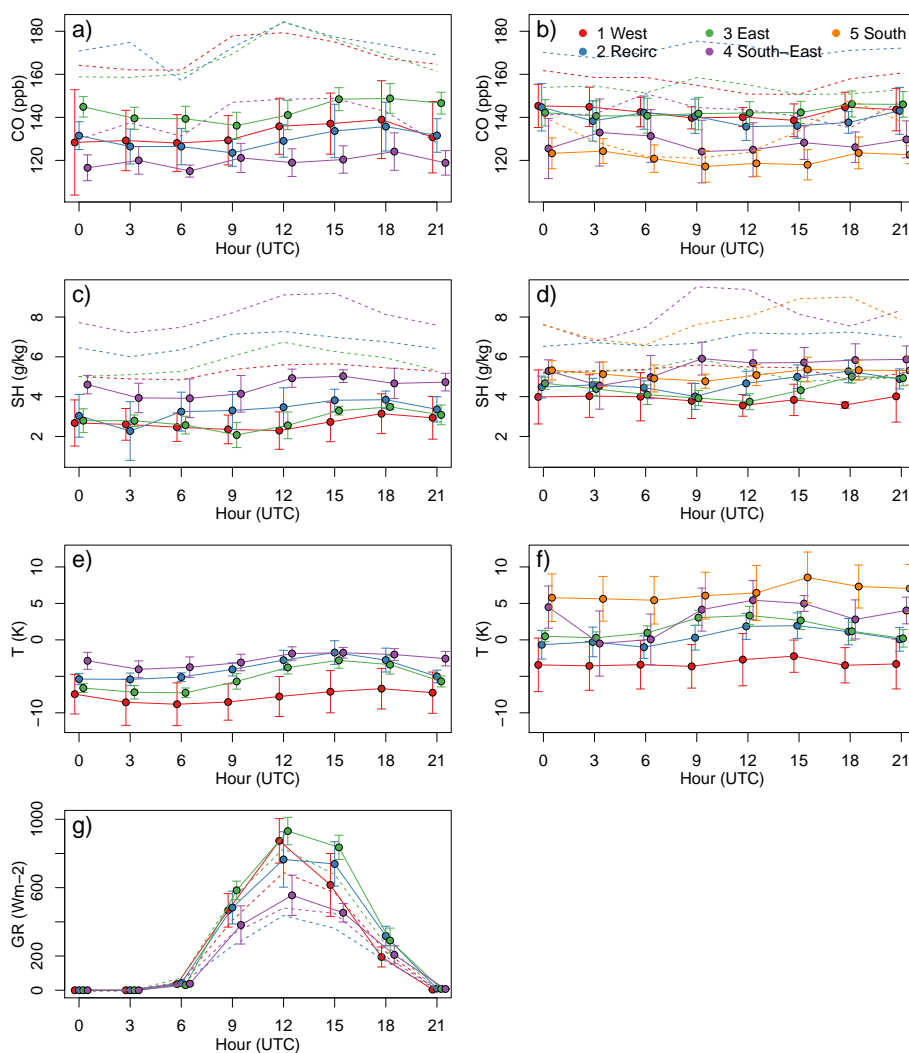 a)
CO (ppb)
120 140 160 180
0 3 6 9 12 15 18 21
Hour (UTC)
b)
1 West 3 East 5 South
2 Recirc 4 South−East
CO (ppb)
120 140 160 180
0 3 6 9 12 15 18 21
Hour (UTC)
c)
SH (g/kg)
2 4 6 8
0 3 6 9 12 15 18 21
Hour (UTC)
d)
SH (g/kg)
2 4 6 8
0 3 6 9 12 15 18 21
Hour (UTC)
e)
T (K)
−10 0 5 10
0 3 6 9 12 15 18 21
Hour (UTC)
f)
T (K)
−10 0 5 10
0 3 6 9 12 15 18 21
Hour (UTC)
g)
GR (Wm−2)
0 200 400 600 1000
0 3 6 9 12 15 18 21
Hour (UTC)